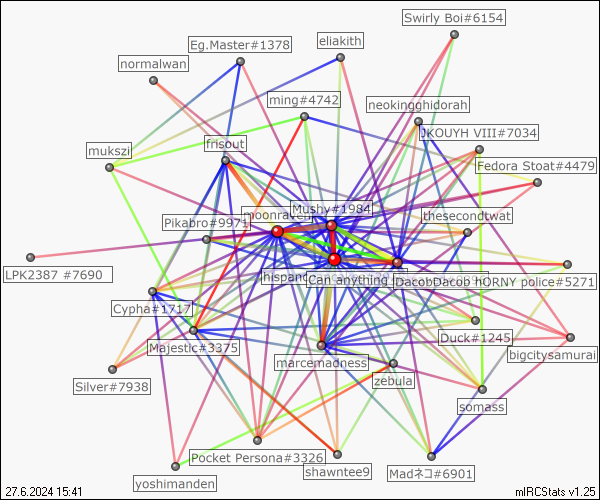 Swirly Boi#6154
Eg.Master#1378
eliakith
normalwan
ming#4742
neokingghidorah
JKOUYH VIII#7034
frisout
mukszi
Fedora Stoat#4479
Mushy#1984
moonraven
thesecondtwat
Pikabro#9971
LPK2387 #7690
hispand
Can anything
DacobDacob
HORNY police#5271
Cypha#1717
Duck#1245
Majestic#3375
bigcitysamurai
marcemadness
zebula
Silver#7938
somass
Pocket Persona#3326
shawntee9
Madネコ#6901
yoshimanden
27.6.2024 15:41
mIRCStats v1.25